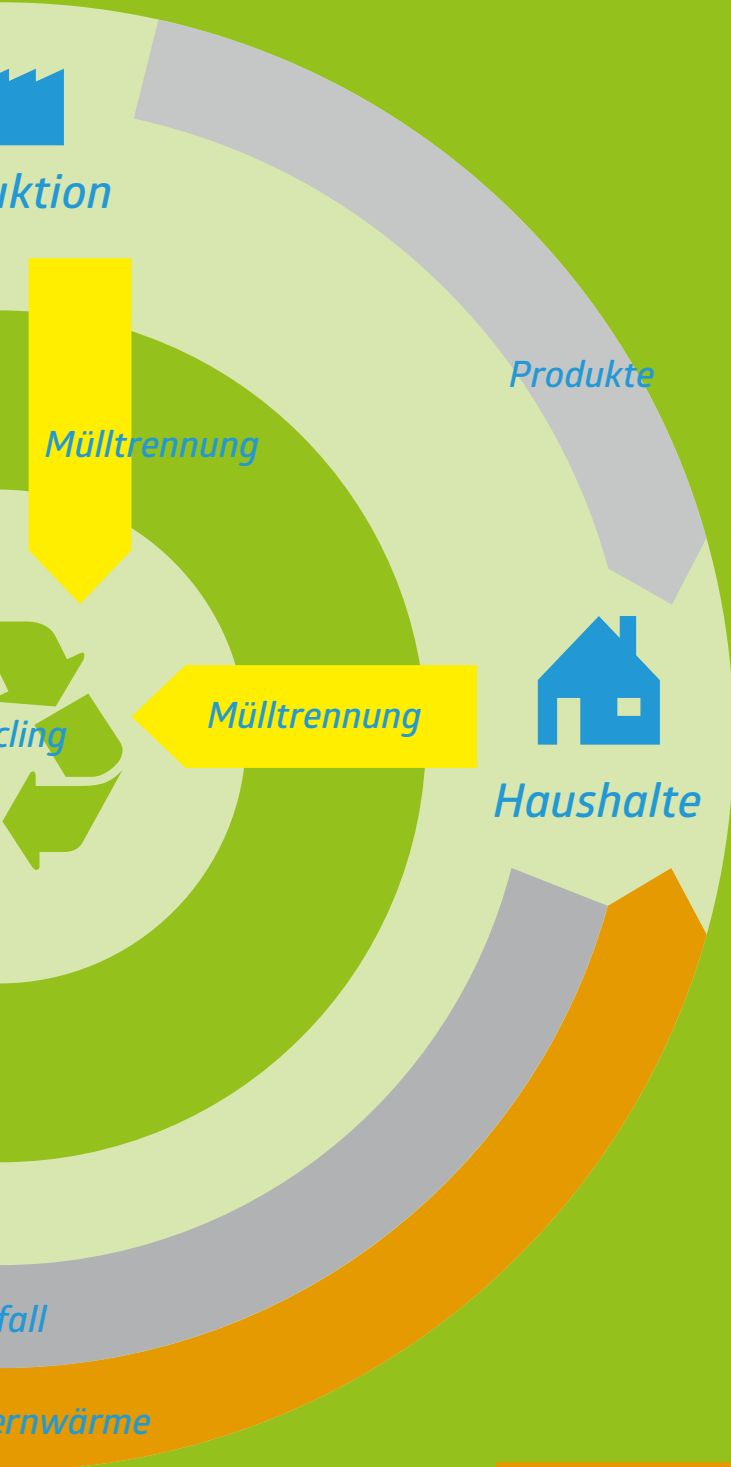 uktion
Produkte
Mülltrennung
Mülltrennung
cling
Haushalte
fall
ernwärme